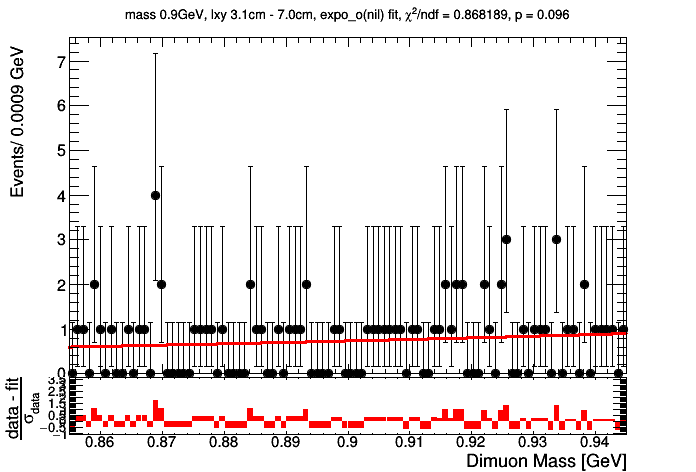 mass 0.9GeV, lxy 3.1cm - 7.0cm, expo_o(nil) fit, χ²/ndf = 0.868189, p = 0.096
Events/ 0.0009 GeV
7
6
5
4
3
2
1
0
data - fit
σdata
0.86 0.87 0.88 0.89 0.9 0.91 0.92 0.93 0.94
Dimuon Mass [GeV]